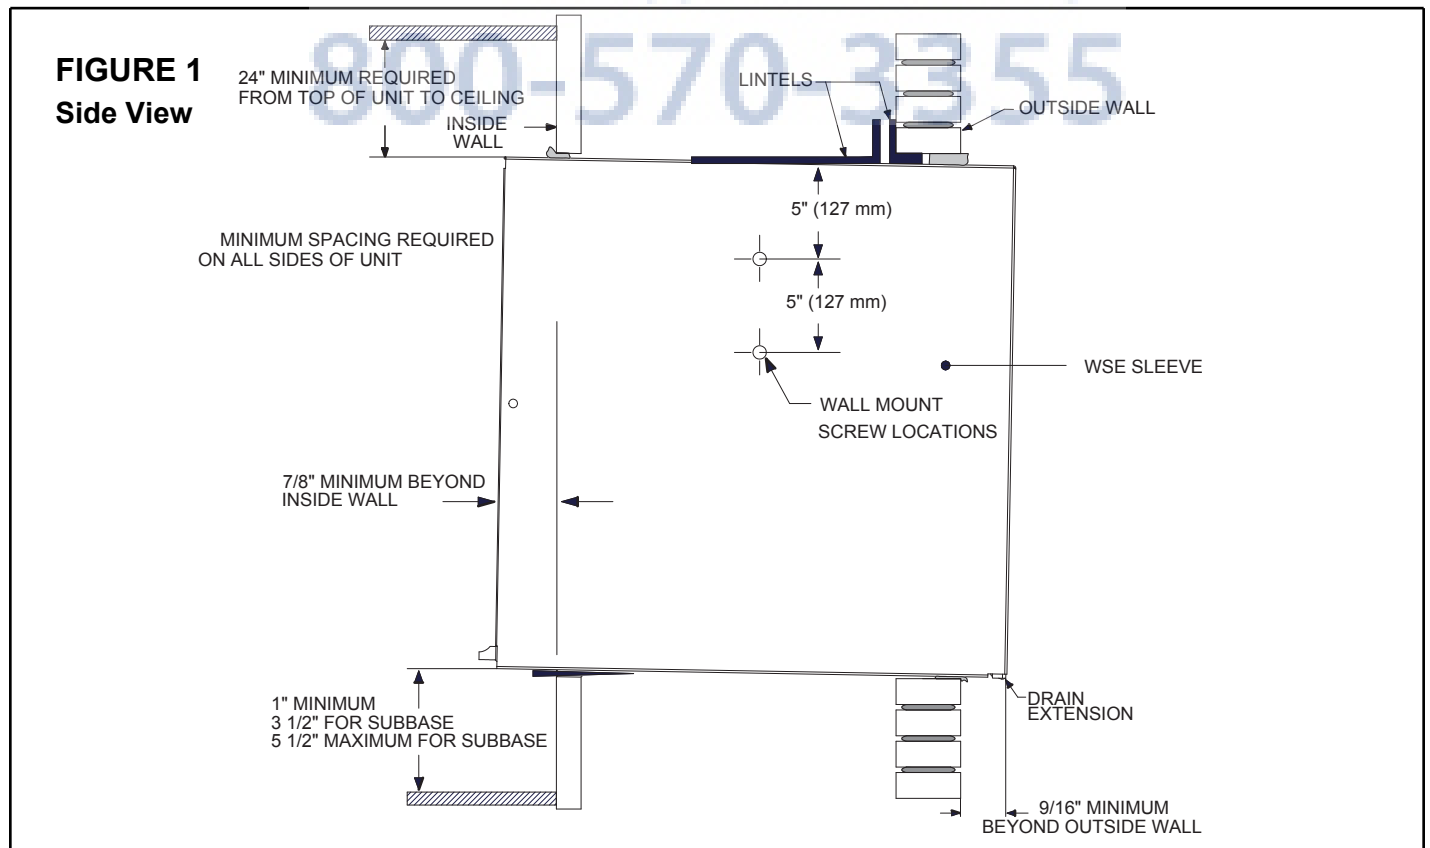 800-570-3355
FIGURE 1
Side View
24" MINIMUM REQUIRED
FROM TOP OF UNIT TO CEILING
INSIDE
WALL
LINTELS
OUTSIDE WALL
5" (127 mm)
MINIMUM SPACING REQUIRED
ON ALL SIDES OF UNIT
5" (127 mm)
WSE SLEEVE
WALL MOUNT
SCREW LOCATIONS
7/8" MINIMUM BEYOND
INSIDE WALL
1" MINIMUM
3 1/2" FOR SUBBASE
5 1/2" MAXIMUM FOR SUBBASE
DRAIN
EXTENSION
9/16" MINIMUM
BEYOND OUTSIDE WALL